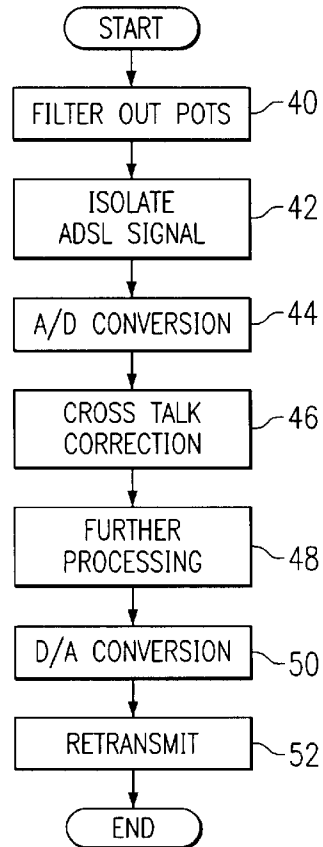 START
FILTER OUT POTS
40
ISOLATE
ADSL SIGNAL
42
A/D CONVERSION
44
CROSS TALK
CORRECTION
46
FURTHER
PROCESSING
48
D/A CONVERSION
50
RETRANSMIT
52
END